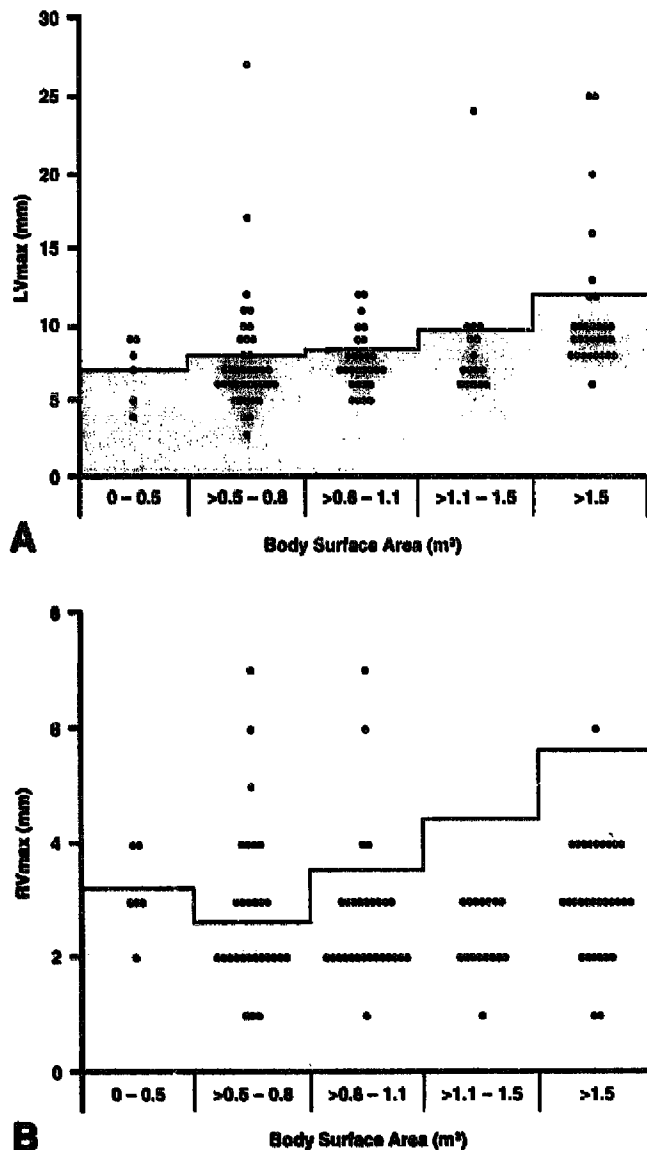 30
25
20
15
10
5
0
LVmax (mm)
0 – 0.5 >0.5 – 0.8 >0.8 – 1.1 >1.1 – 1.5 >1.5
A
Body Surface Area (m²)
8
6
4
2
0
RVmax (mm)
0 – 0.5 >0.5 – 0.8 >0.8 – 1.1 >1.1 – 1.5 >1.5
B
Body Surface Area (m²)